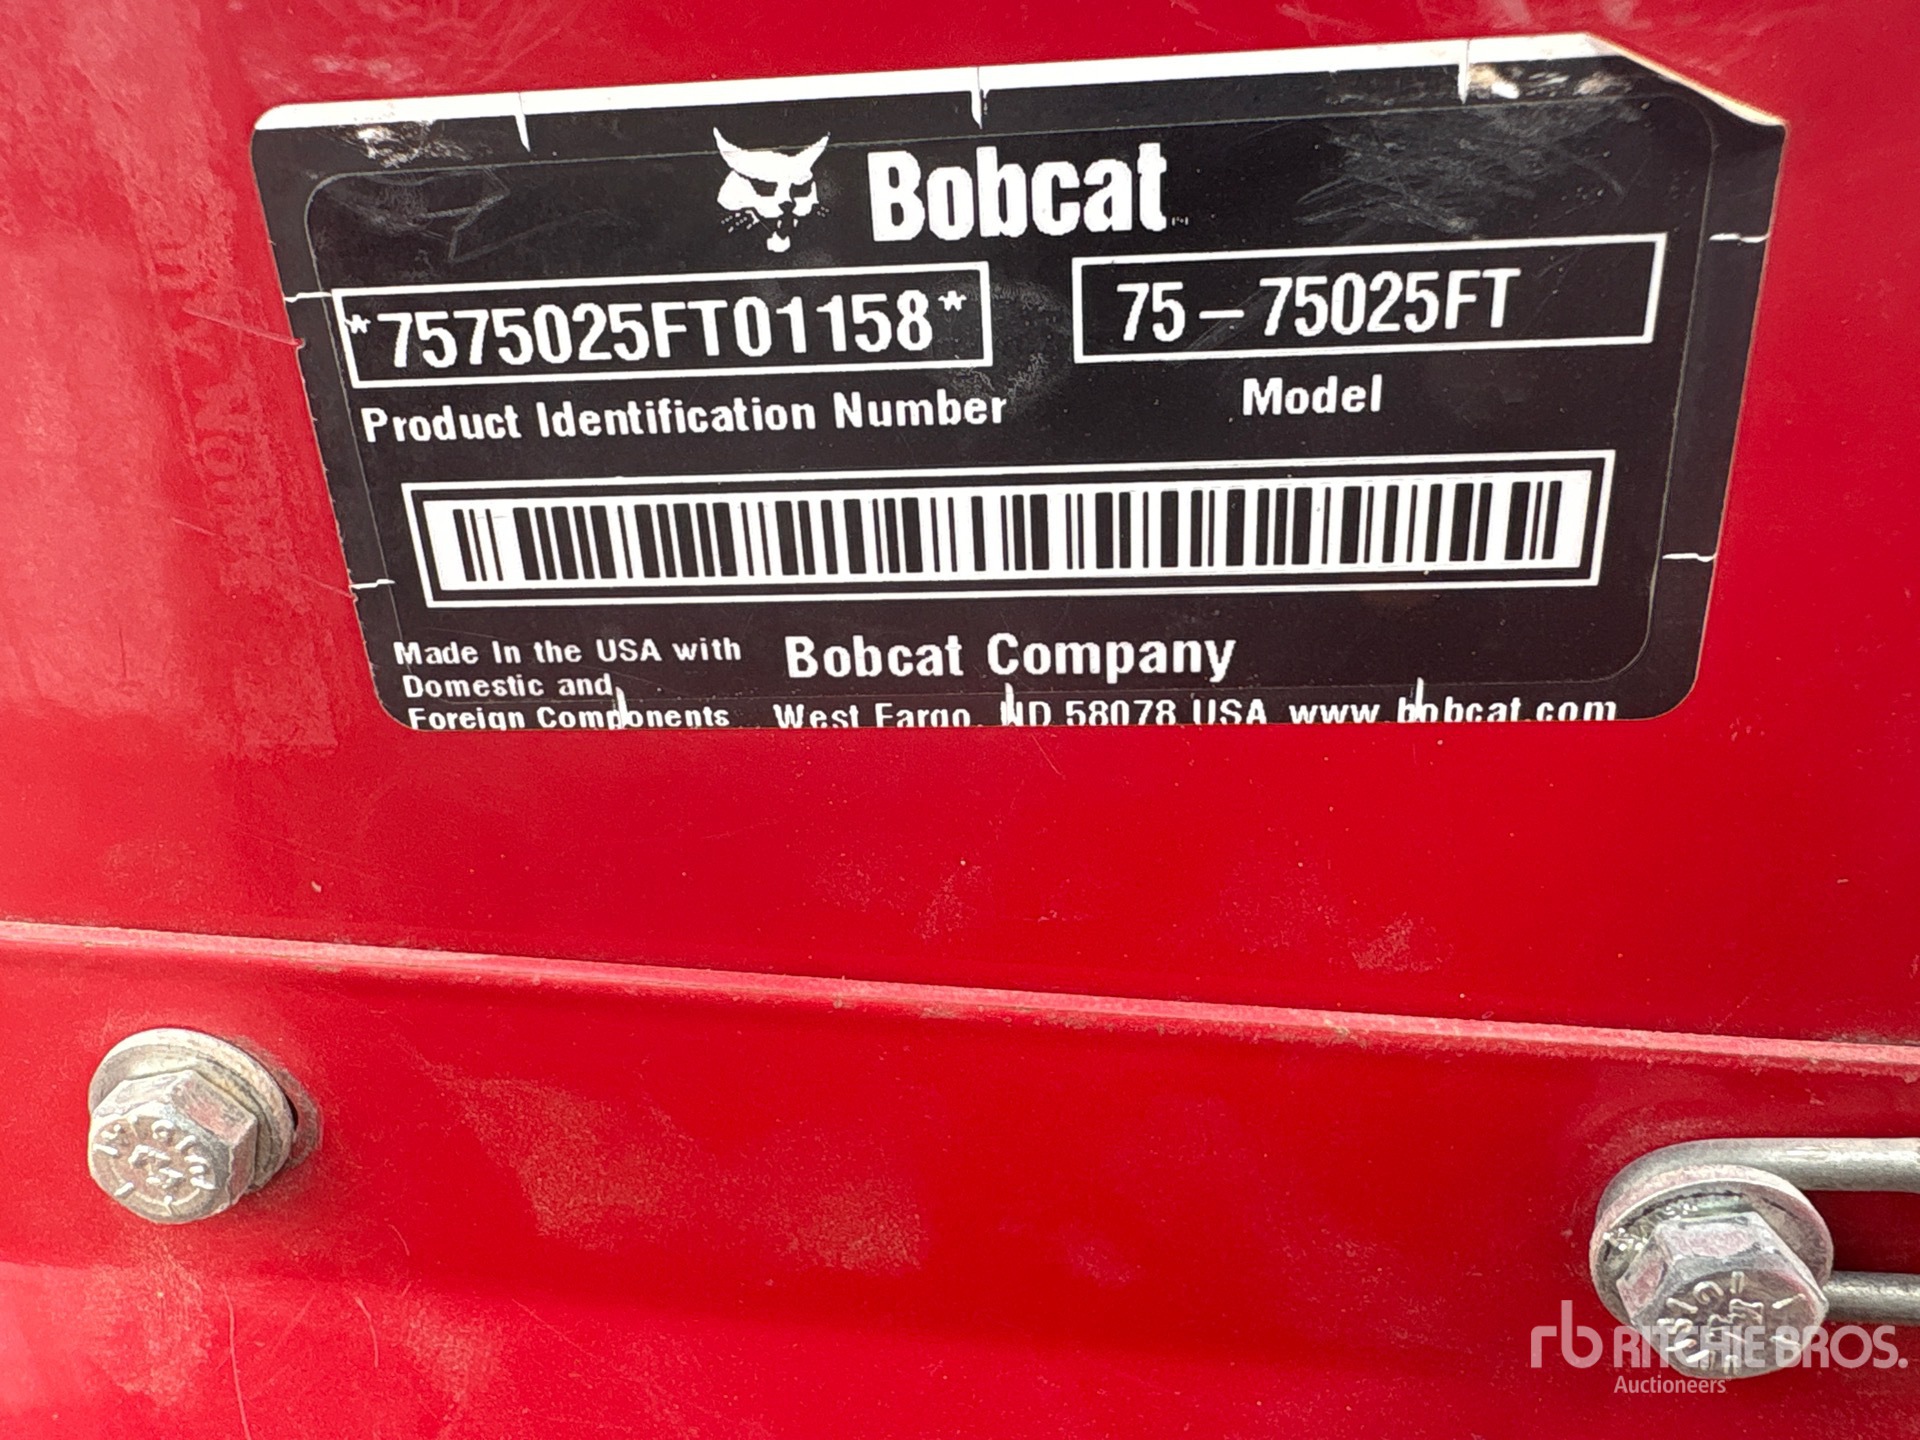 Bobcat
*7575025FT01158*
75-75025FT
Product Identification Number
Model
Made In the USA with
Domestic and
Foreign Components
Bobcat Company
West Fargo, ND 58078 USA www.bobcat.com
rb RITCHIE BROS.
Auctioneers